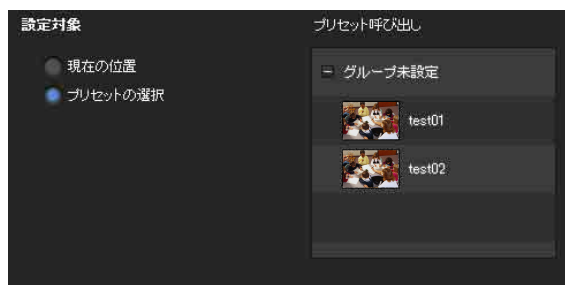 設定対象
現在の位置
プリセットの選択
プリセット呼び出し
グループ未設定
test01
test02